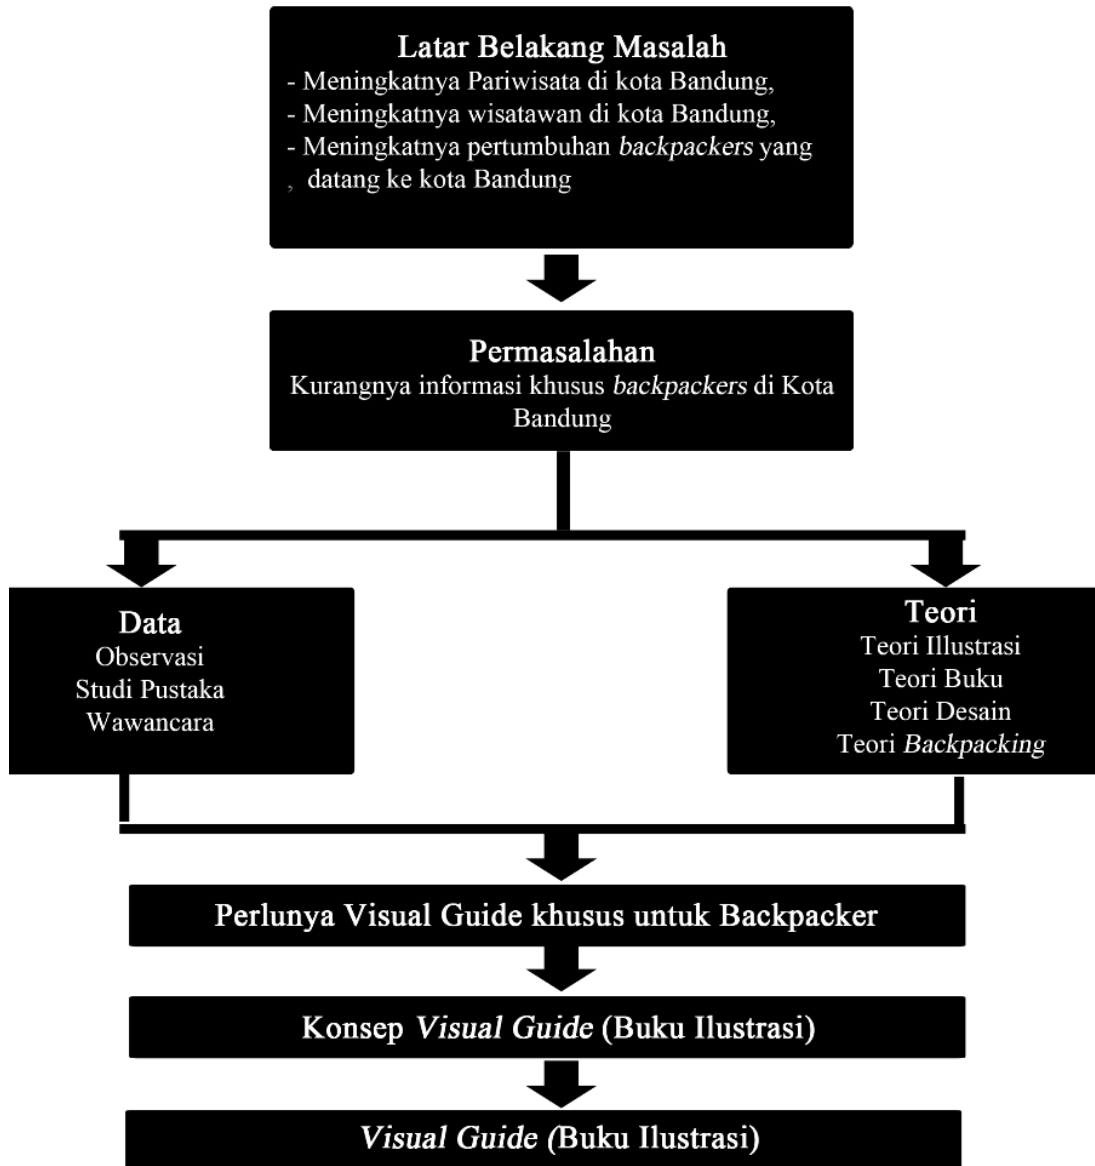 Latar Belakang Masalah
- Meningkatnya Pariwisata di kota Bandung,
- Meningkatnya wisatawan di kota Bandung,
- Meningkatnya pertumbuhan backpackers yang
, datang ke kota Bandung
Permasalahan
Kurangnya informasi khusus backpackers di Kota
Bandung
Data
Observasi
Studi Pustaka
Wawancara
Teori
Teori Illustrasi
Teori Buku
Teori Desain
Teori Backpacking
Perlunya Visual Guide khusus untuk Backpacker
Konsep Visual Guide (Buku Ilustrasi)
Visual Guide (Buku Ilustrasi)